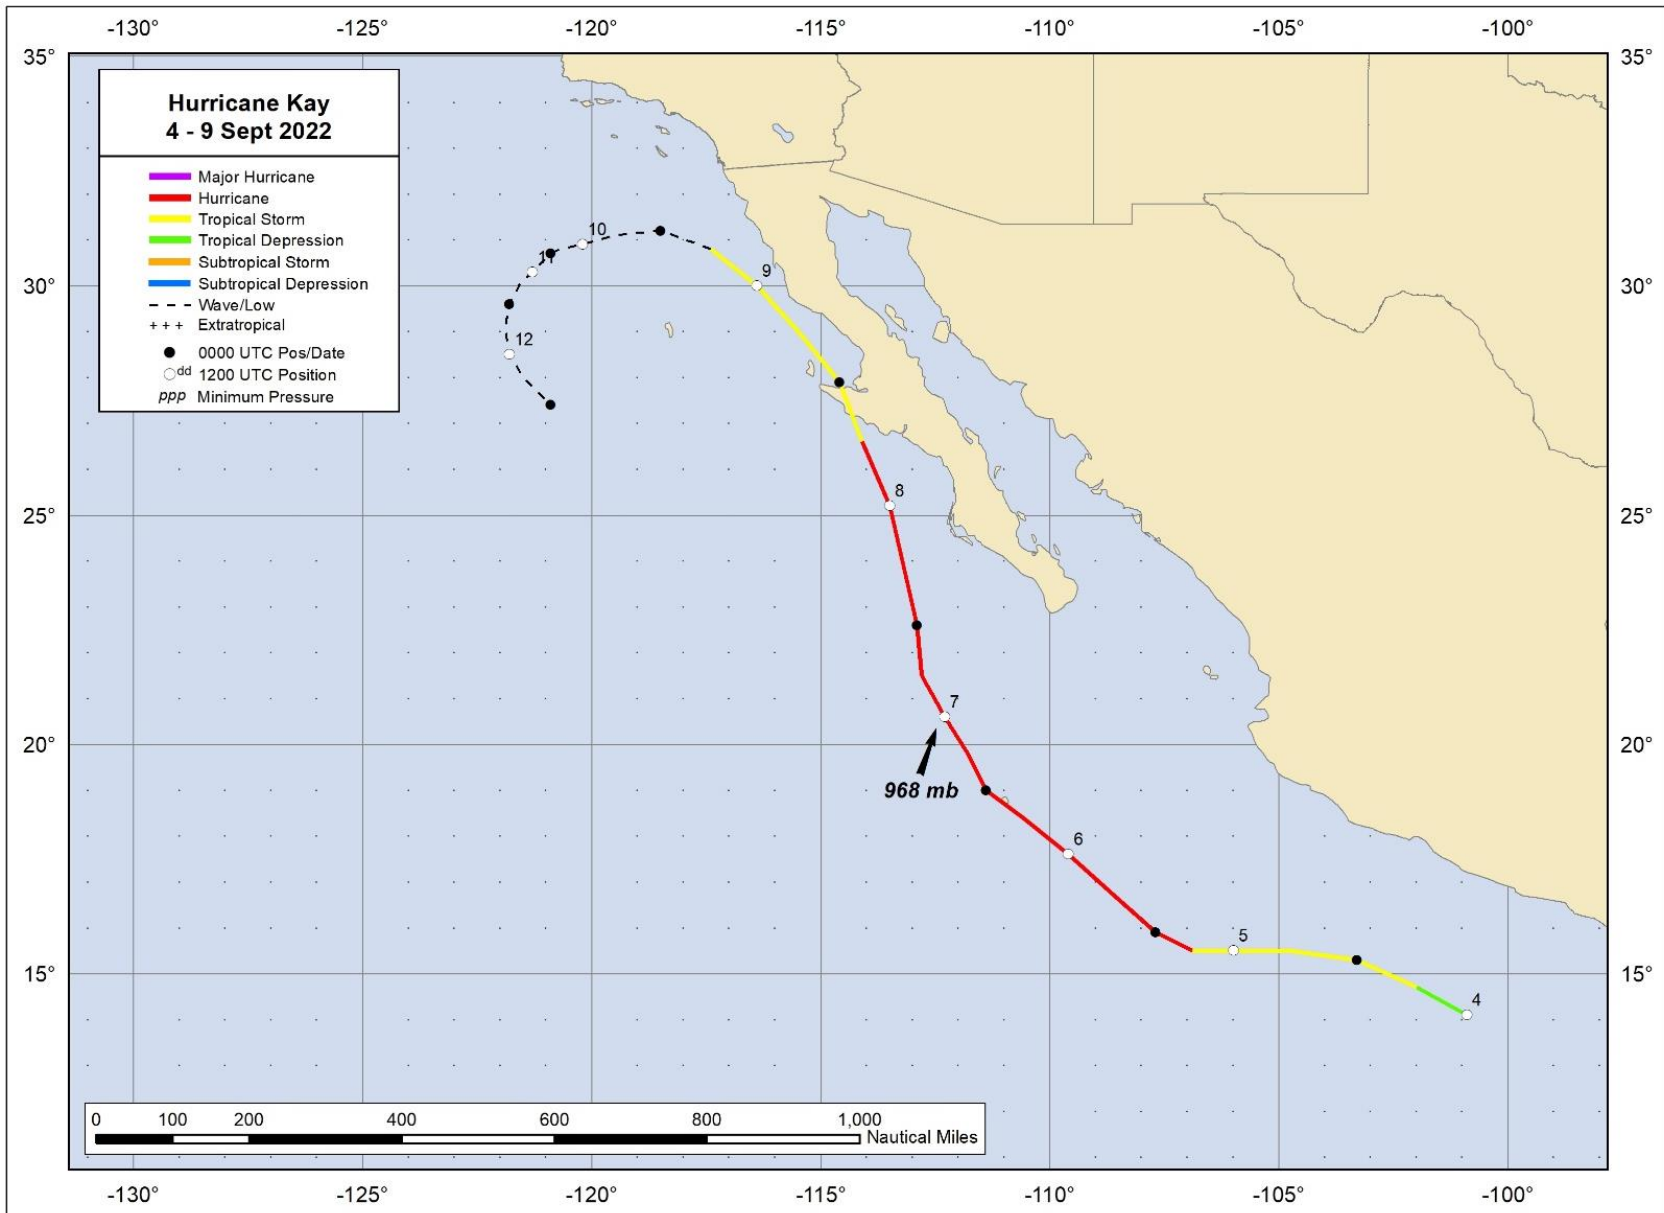 -130° -125° -120° -115° -110° -105° -100°
35° 35°
Hurricane Kay
4 - 9 Sept 2022
Major Hurricane
Hurricane
Tropical Storm
Tropical Depression
Subtropical Storm
Subtropical Depression
Wave/Low
+++ Extratropical
0000 UTC Pos/Date
dd 1200 UTC Position
ppp Minimum Pressure
10
11
9
30° 30°
12
8
25° 25°
7
20° 20°
968 mb
6
5
15° 15°
4
0 100 200 400 600 800 1,000
Nautical Miles
-130° -125° -120° -115° -110° -105° -100°